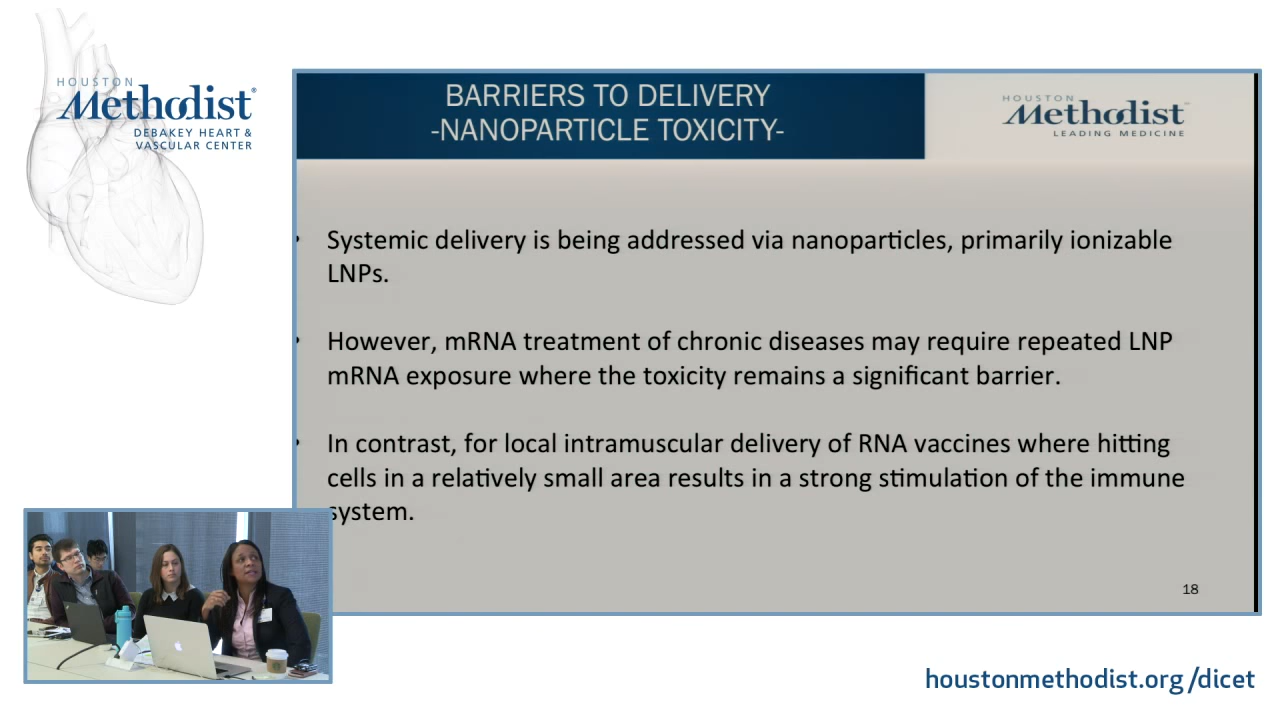 HOUSTON
Methodist®
DEBAKEY HEART &
VASCULAR CENTER
BARRIERS TO DELIVERY
-NANOPARTICLE TOXICITY-
HOUSTON
Methodist
LEADING MEDICINE
• Systemic delivery is being addressed via nanoparticles, primarily ionizable
LNPs.
• However, mRNA treatment of chronic diseases may require repeated LNP
mRNA exposure where the toxicity remains a significant barrier.
• In contrast, for local intramuscular delivery of RNA vaccines where hitting
cells in a relatively small area results in a strong stimulation of the immune
system.
18
houstonmethodist.org/dicet